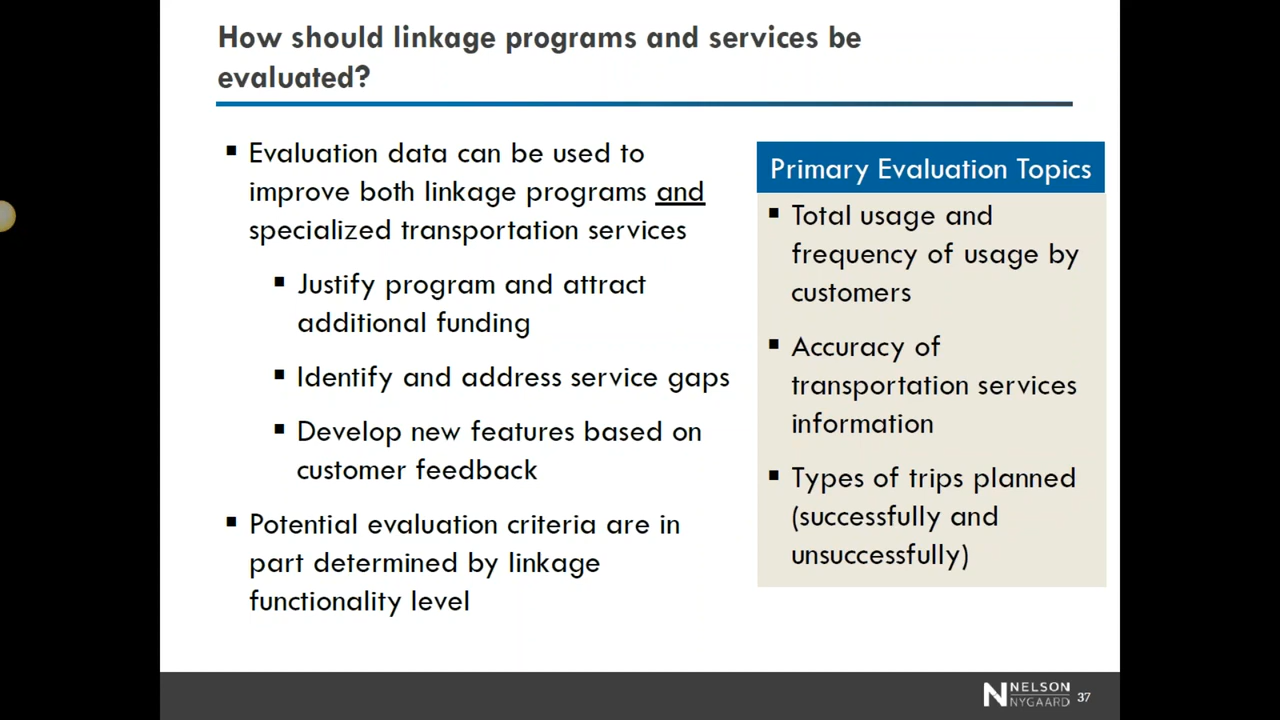 How should linkage programs and services be
evaluated?
▪ Evaluation data can be used to
improve both linkage programs and
specialized transportation services
▪ Justify program and attract
additional funding
▪ Identify and address service gaps
▪ Develop new features based on
customer feedback
▪ Potential evaluation criteria are in
part determined by linkage
functionality level
Primary Evaluation Topics
▪ Total usage and
frequency of usage by
customers
▪ Accuracy of
transportation services
information
▪ Types of trips planned
(successfully and
unsuccessfully)
N NELSON
NYGAARD
37